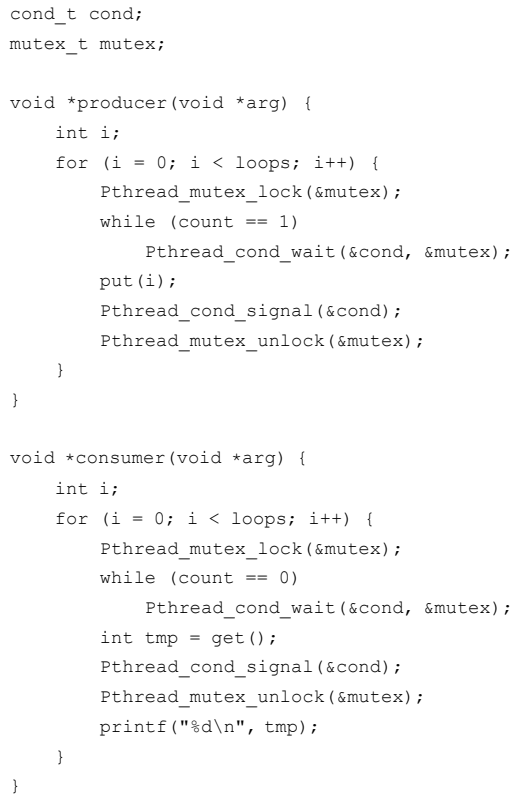 cond_t cond;
mutex_t mutex;

void *producer(void *arg) {
    int i;
    for (i = 0; i < loops; i++) {
        Pthread_mutex_lock(&mutex);
        while (count == 1)
            Pthread_cond_wait(&cond, &mutex);
        put(i);
        Pthread_cond_signal(&cond);
        Pthread_mutex_unlock(&mutex);
    }
}

void *consumer(void *arg) {
    int i;
    for (i = 0; i < loops; i++) {
        Pthread_mutex_lock(&mutex);
        while (count == 0)
            Pthread_cond_wait(&cond, &mutex);
        int tmp = get();
        Pthread_cond_signal(&cond);
        Pthread_mutex_unlock(&mutex);
        printf("%d\n", tmp);
    }
}